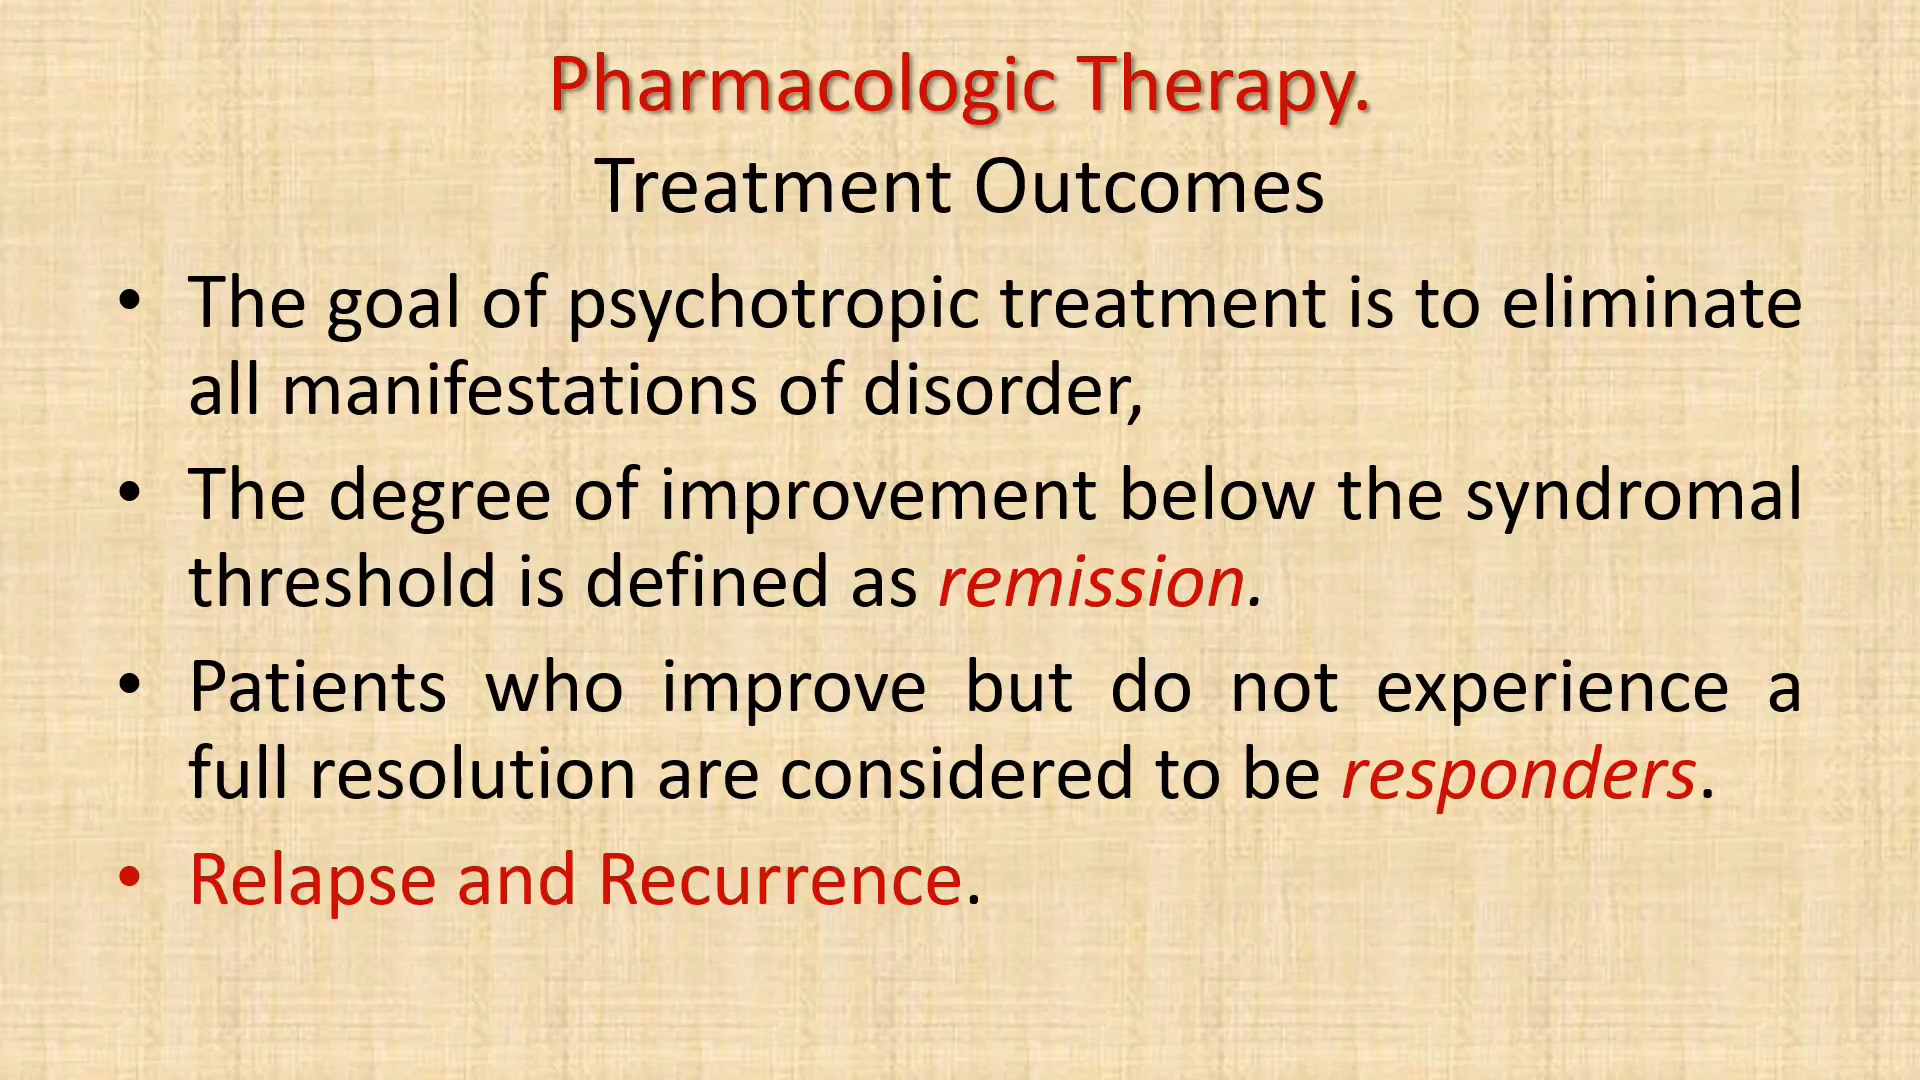 Pharmacologic Therapy.
Treatment Outcomes
• The goal of psychotropic treatment is to eliminate
all manifestations of disorder,
• The degree of improvement below the syndromal
threshold is defined as remission.
• Patients who improve but do not experience a
full resolution are considered to be responders.
• Relapse and Recurrence.